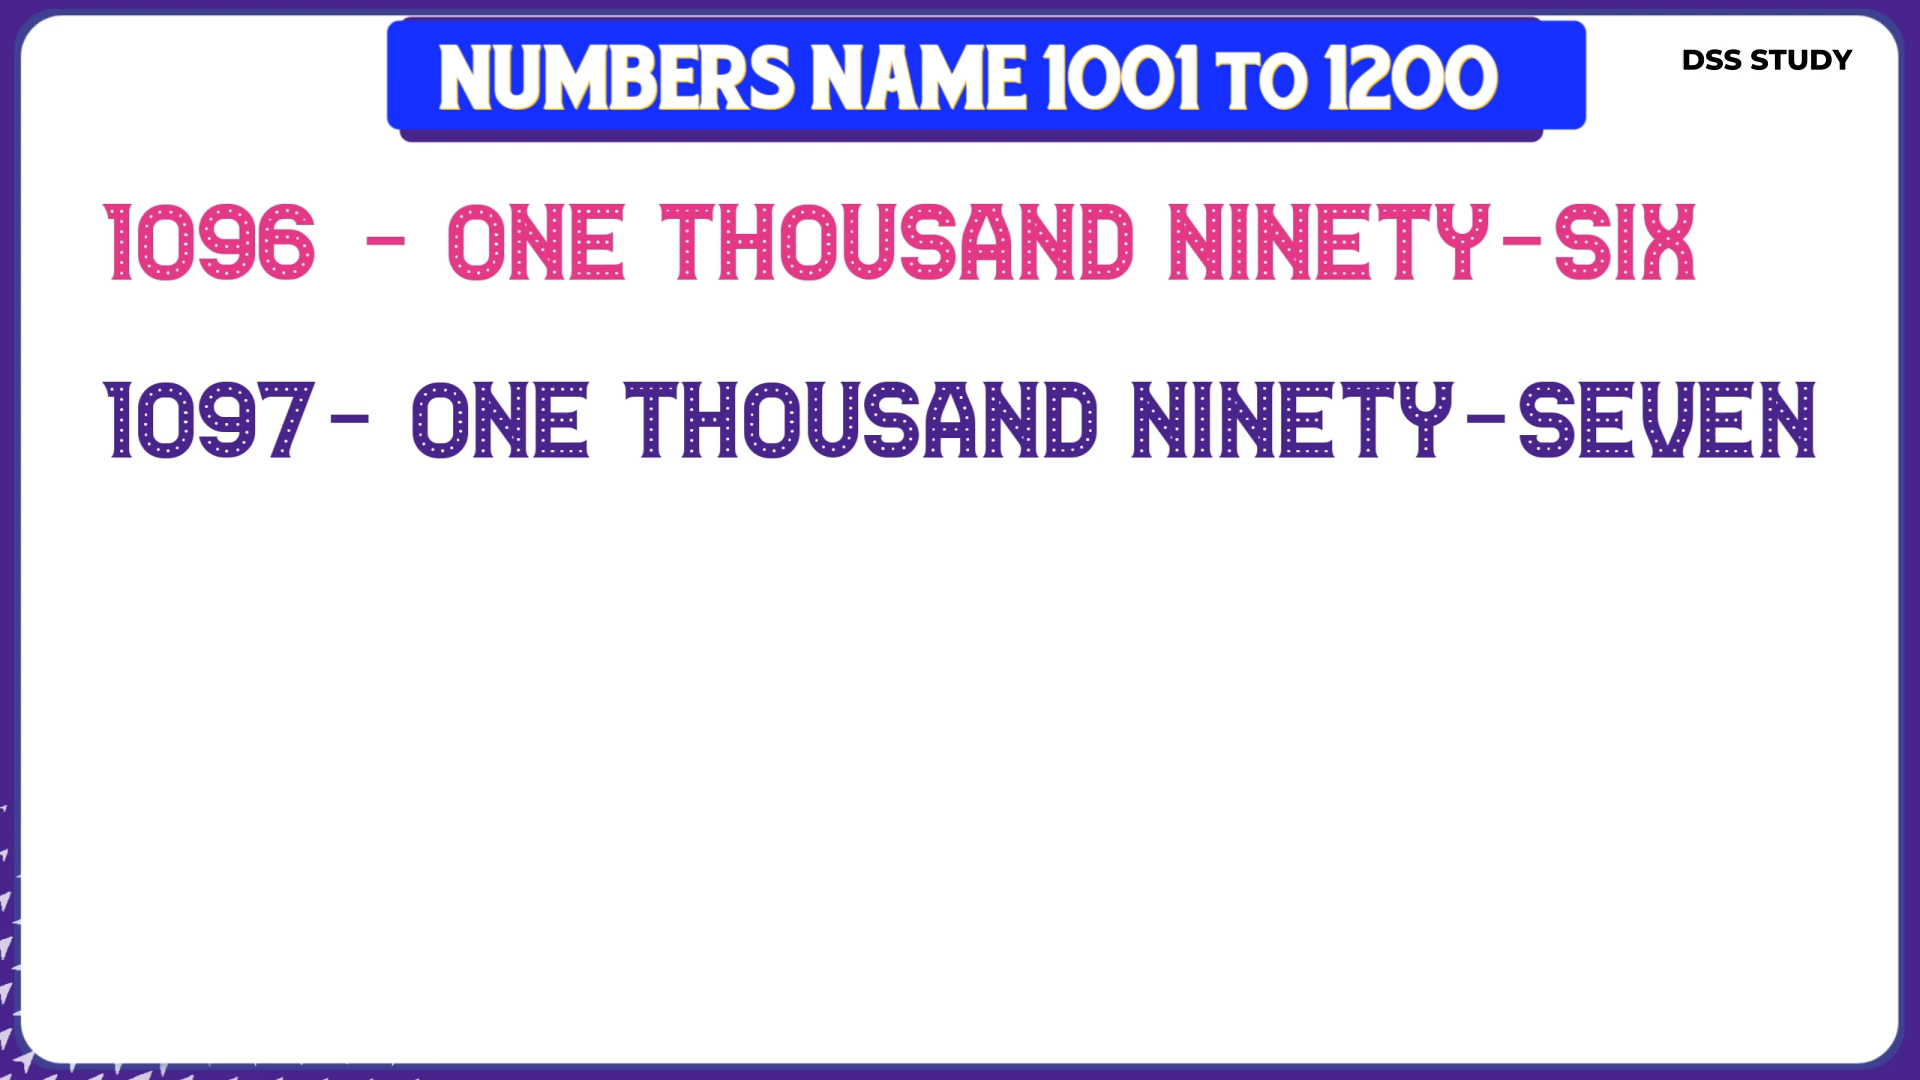 NUMBERS NAME 1001 TO 1200
DSS STUDY
1096 - ONE THOUSAND NINETY-SIX
1097- ONE THOUSAND NINETY-SEVEN